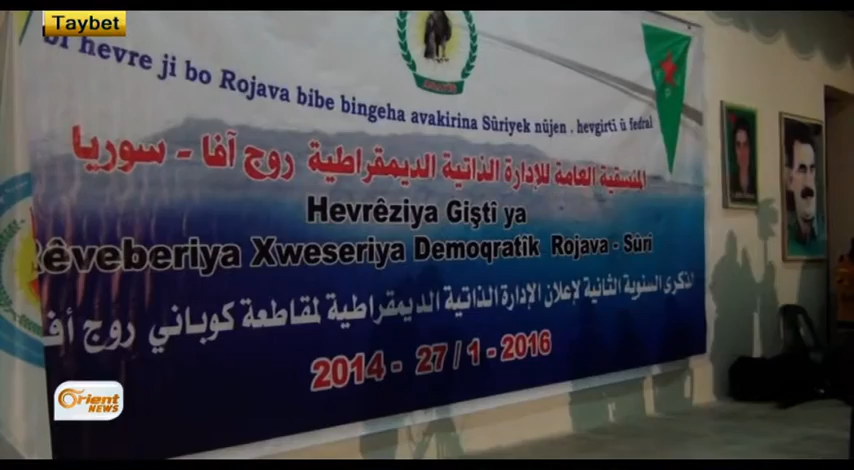 Taybet
bi hevre ji bo Rojava bibe bingeha avakirina Sûriyek nûjen . hevgirtî û fedral
المنسقية العامة للإدارة الذاتية الديمقراطية روج آفا - سوريا
Hevrêziya Giştî ya
Rêveberiya Xweseriya Demoqratîk Rojava - Sûrî
لذكرى السنوية الثانية لإعلان الإدارة الذاتية الديمقراطية لمقاطعة كوباني روج أفا
2014 - 27 / 1 - 2016
Orient
NEWS